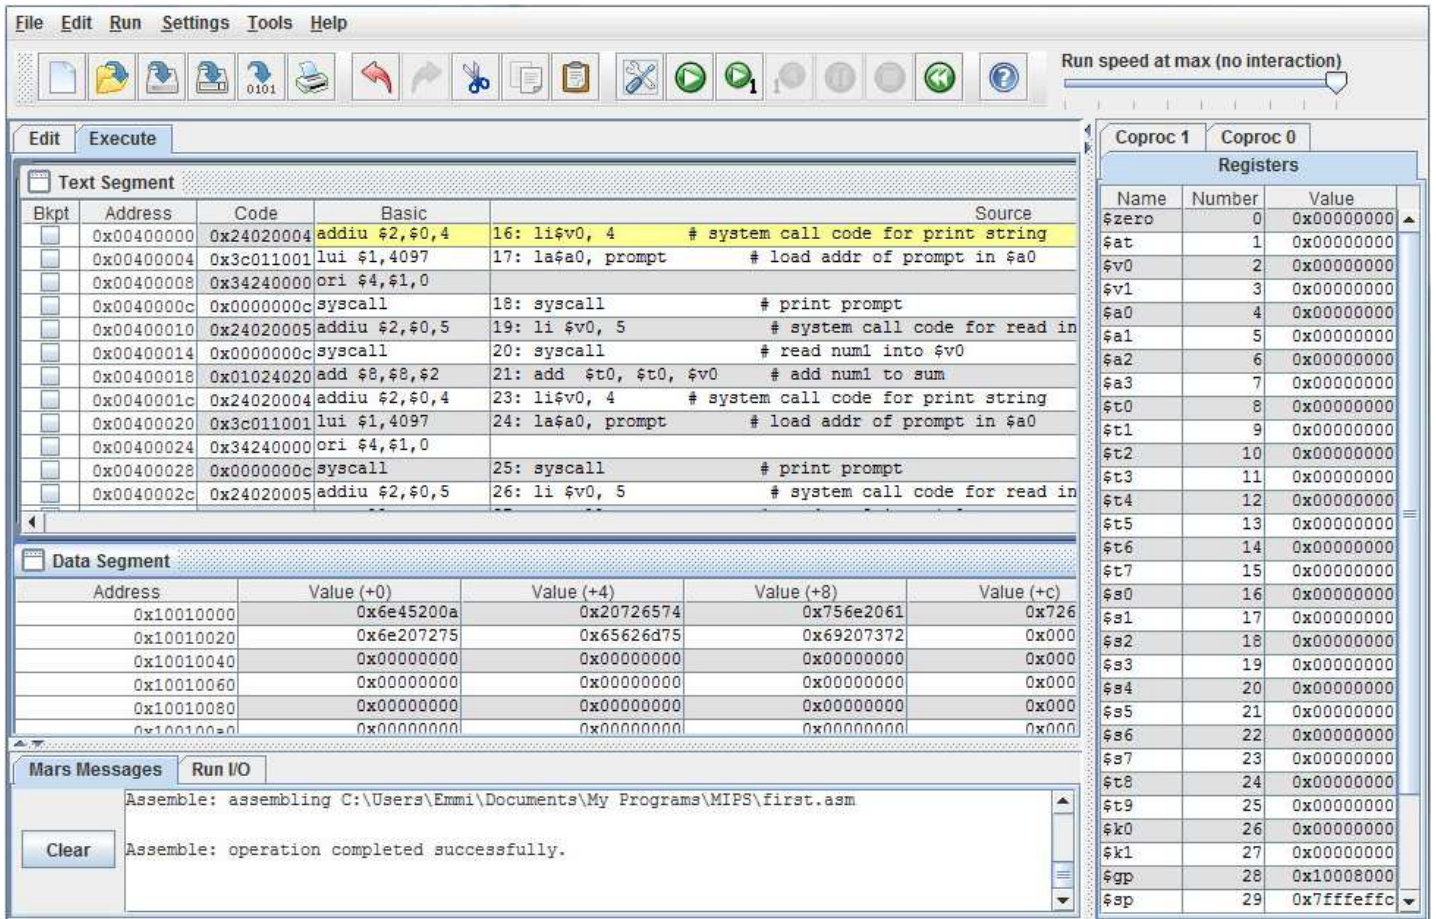 File Edit Run Settings Tools Help
Run speed at max (no interaction)
0101
1
1
?
Edit Execute
Text Segment
Bkpt Address Code Basic Source
0x00400000 0x24020004 addiu $2,$0,4 16: li$v0, 4 # system call code for print string
0x00400004 0x3c011001 lui $1,4097 17: la$a0, prompt # load addr of prompt in $a0
0x00400008 0x34240000 ori $4,$1,0
0x0040000c 0x0000000c syscall 18: syscall # print prompt
0x00400010 0x24020005 addiu $2,$0,5 19: li $v0, 5 # system call code for read in
0x00400014 0x0000000c syscall 20: syscall # read num1 into $v0
0x00400018 0x01024020 add $8,$8,$2 21: add $t0, $t0, $v0 # add num1 to sum
0x0040001c 0x24020004 addiu $2,$0,4 23: li$v0, 4 # system call code for print string
0x00400020 0x3c011001 lui $1,4097 24: la$a0, prompt # load addr of prompt in $a0
0x00400024 0x34240000 ori $4,$1,0
0x00400028 0x0000000c syscall 25: syscall # print prompt
0x0040002c 0x24020005 addiu $2,$0,5 26: li $v0, 5 # system call code for read in
Data Segment
Address Value (+0) Value (+4) Value (+8) Value (+c)
0x10010000 0x6e45200a 0x20726574 0x756e2061 0x726
0x10010020 0x6e207275 0x65626d75 0x69207372 0x000
0x10010040 0x00000000 0x00000000 0x00000000 0x000
0x10010060 0x00000000 0x00000000 0x00000000 0x000
0x10010080 0x00000000 0x00000000 0x00000000 0x000
0x100100a0 0x00000000 0x00000000 0x00000000 0x000
Mars Messages Run I/O
Assemble: assembling C:\Users\Emmi\Documents\My Programs\MIPS\first.asm
Clear
Assemble: operation completed successfully.
Coproc 1 Coproc 0
Registers
Name Number Value
$zero 0 0x00000000
$at 1 0x00000000
$v0 2 0x00000000
$v1 3 0x00000000
$a0 4 0x00000000
$a1 5 0x00000000
$a2 6 0x00000000
$a3 7 0x00000000
$t0 8 0x00000000
$t1 9 0x00000000
$t2 10 0x00000000
$t3 11 0x00000000
$t4 12 0x00000000
$t5 13 0x00000000
$t6 14 0x00000000
$t7 15 0x00000000
$s0 16 0x00000000
$s1 17 0x00000000
$s2 18 0x00000000
$s3 19 0x00000000
$s4 20 0x00000000
$s5 21 0x00000000
$s6 22 0x00000000
$s7 23 0x00000000
$t8 24 0x00000000
$t9 25 0x00000000
$k0 26 0x00000000
$k1 27 0x00000000
$gp 28 0x10008000
$sp 29 0x7fffeffc